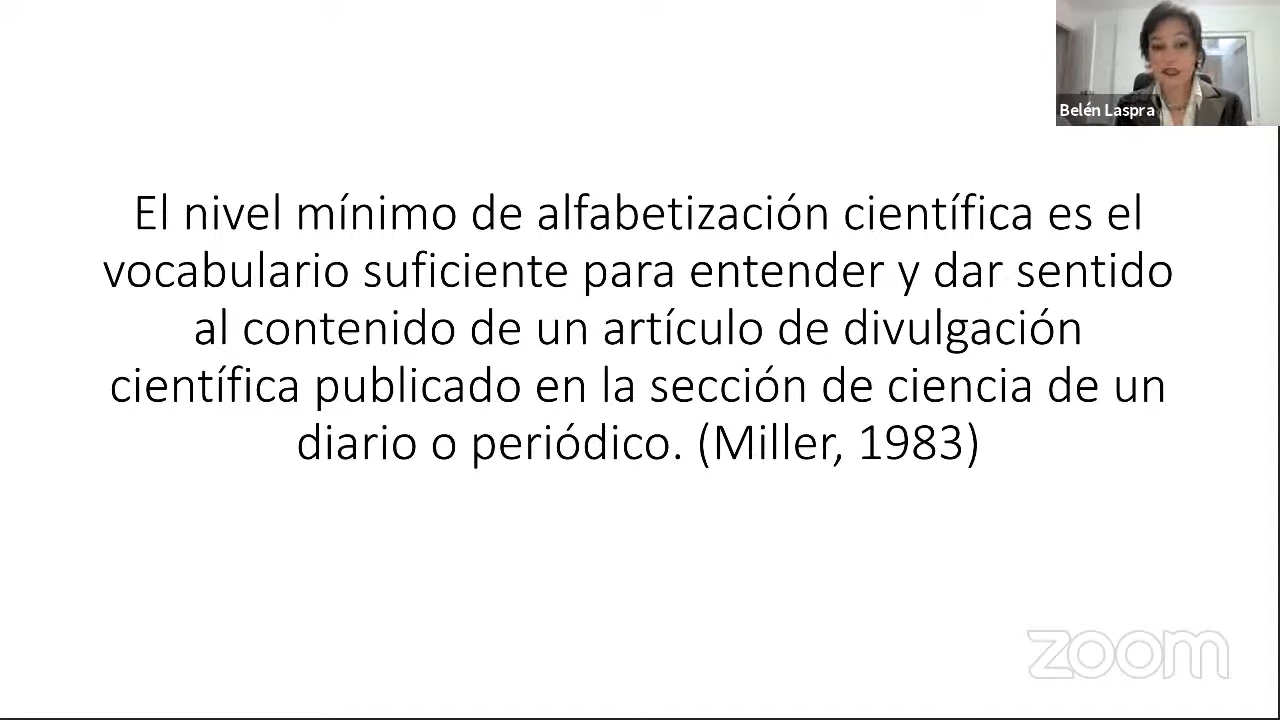 Belén Laspra
El nivel mínimo de alfabetización científica es el
vocabulario suficiente para entender y dar sentido
al contenido de un artículo de divulgación
científica publicado en la sección de ciencia de un
diario o periódico. (Miller, 1983)
zoom